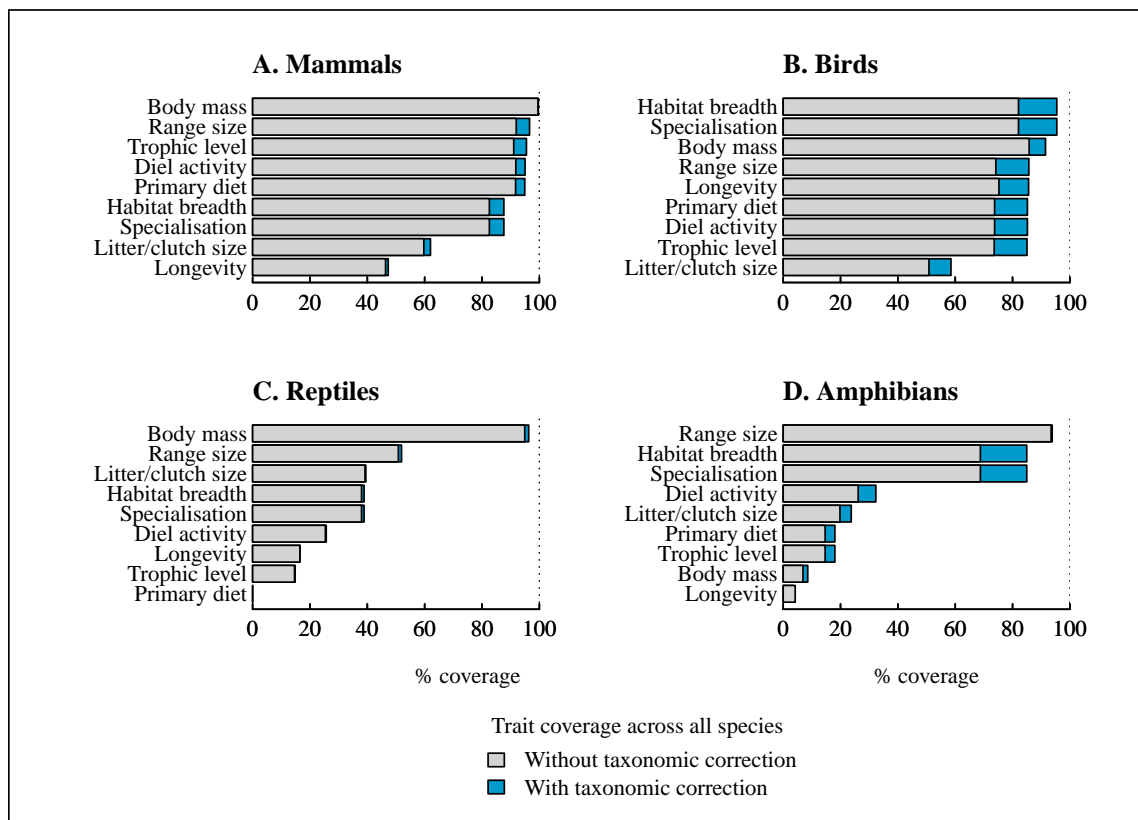 A. Mammals
Body mass
Range size
Trophic level
Diel activity
Primary diet
Habitat breadth
Specialisation
Litter/clutch size
Longevity
0 20 40 60 80 100
B. Birds
Habitat breadth
Specialisation
Body mass
Range size
Longevity
Primary diet
Diel activity
Trophic level
Litter/clutch size
0 20 40 60 80 100
C. Reptiles
Body mass
Range size
Litter/clutch size
Habitat breadth
Specialisation
Diel activity
Longevity
Trophic level
Primary diet
0 20 40 60 80 100
% coverage
D. Amphibians
Range size
Habitat breadth
Specialisation
Diel activity
Litter/clutch size
Primary diet
Trophic level
Body mass
Longevity
0 20 40 60 80 100
% coverage
Trait coverage across all species
Without taxonomic correction
With taxonomic correction